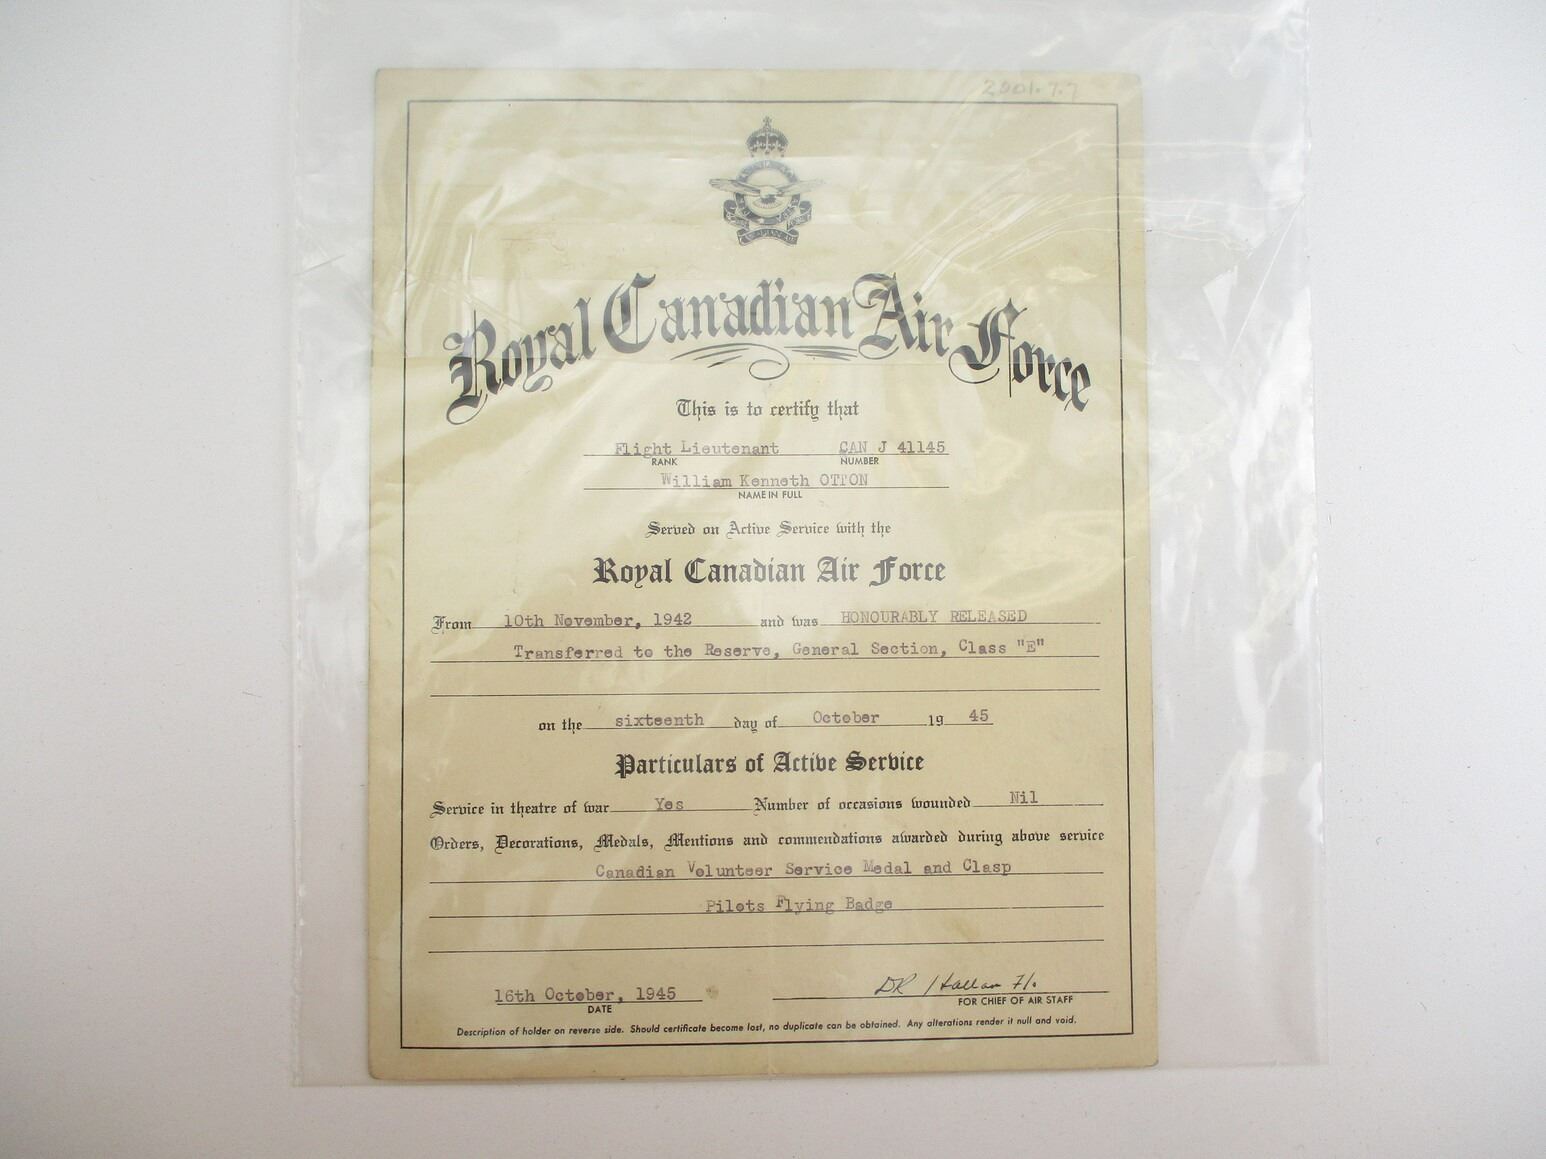 2001.7.7
Royal Canadian Air Force
This is to certify that
Flight Lieutenant CAN J 41145
RANK NUMBER
William Kenneth OTTON
NAME IN FULL
Served on Active Service with the
Royal Canadian Air Force
From 10th November, 1942 and was HONOURABLY RELEASED
Transferred to the Reserve, General Section, Class "E"
on the sixteenth day of October 19 45
Particulars of Active Service
Service in theatre of war Yes Number of occasions wounded Nil
Orders, Decorations, Medals, Mentions and commendations awarded during above service
Canadian Volunteer Service Medal and Clasp
Pilots Flying Badge
16th October, 1945
DATE
FOR CHIEF OF AIR STAFF
Description of holder on reverse side. Should certificate become lost, no duplicate can be obtained. Any alterations render it null and void.